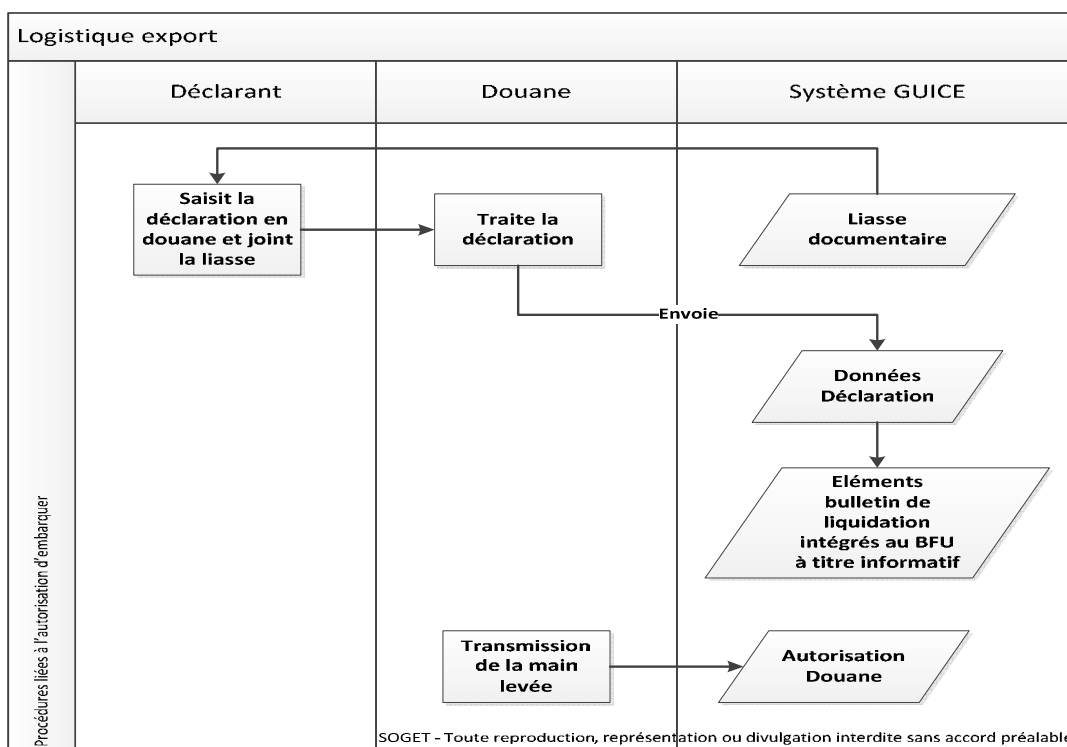 Logistique export
Déclarant
Douane
Système GUICE
Procédures liées à l'autorisation d'embarquer
Saisit la
déclaration en
douane et joint
la liasse
Traite la
déclaration
Liasse
documentaire
Envoie
Données
Déclaration
Eléments
bulletin de
liquidation
intégrés au BFU
à titre informatif
Transmission
de la main
levée
Autorisation
Douane
SOGET - Toute reproduction, représentation ou divulgation interdite sans accord préalable